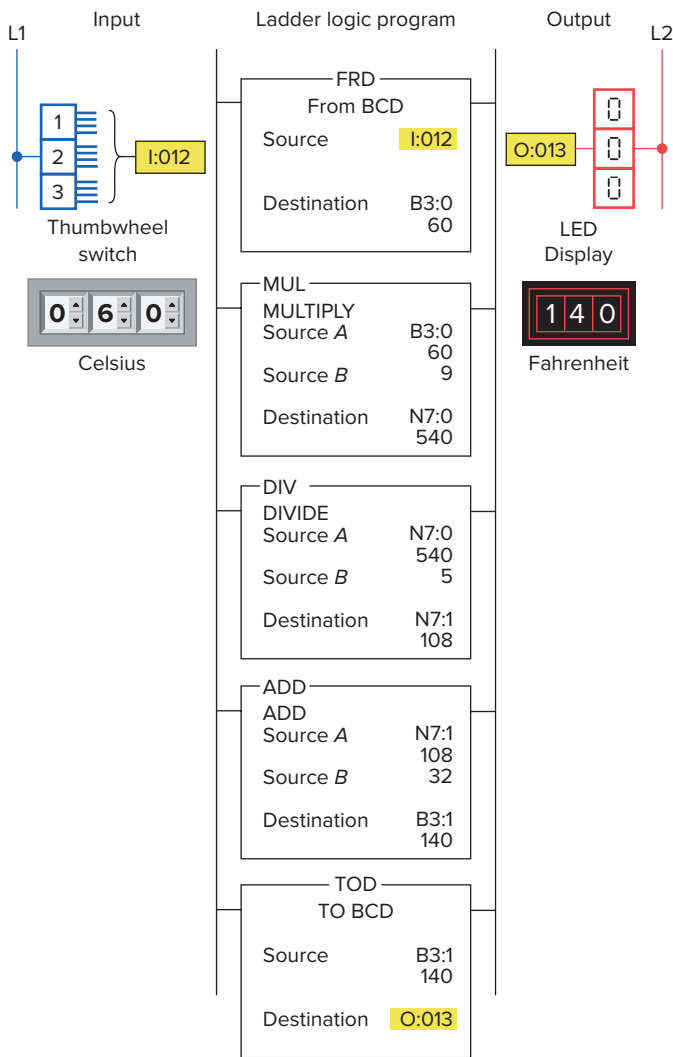 Input
Ladder logic program
Output
L1
L2
1
2
3
I:012
Thumbwheel
switch
0 6 0
Celsius
FRD
From BCD
Source I:012
Destination B3:0
60
MUL
MULTIPLY
Source A B3:0
60
Source B 9
Destination N7:0
540
DIV
DIVIDE
Source A N7:0
540
Source B 5
Destination N7:1
108
ADD
ADD
Source A N7:1
108
Source B 32
Destination B3:1
140
TOD
TO BCD
Source B3:1
140
Destination O:013
O:013
0
0
0
LED
Display
1 4 0
Fahrenheit